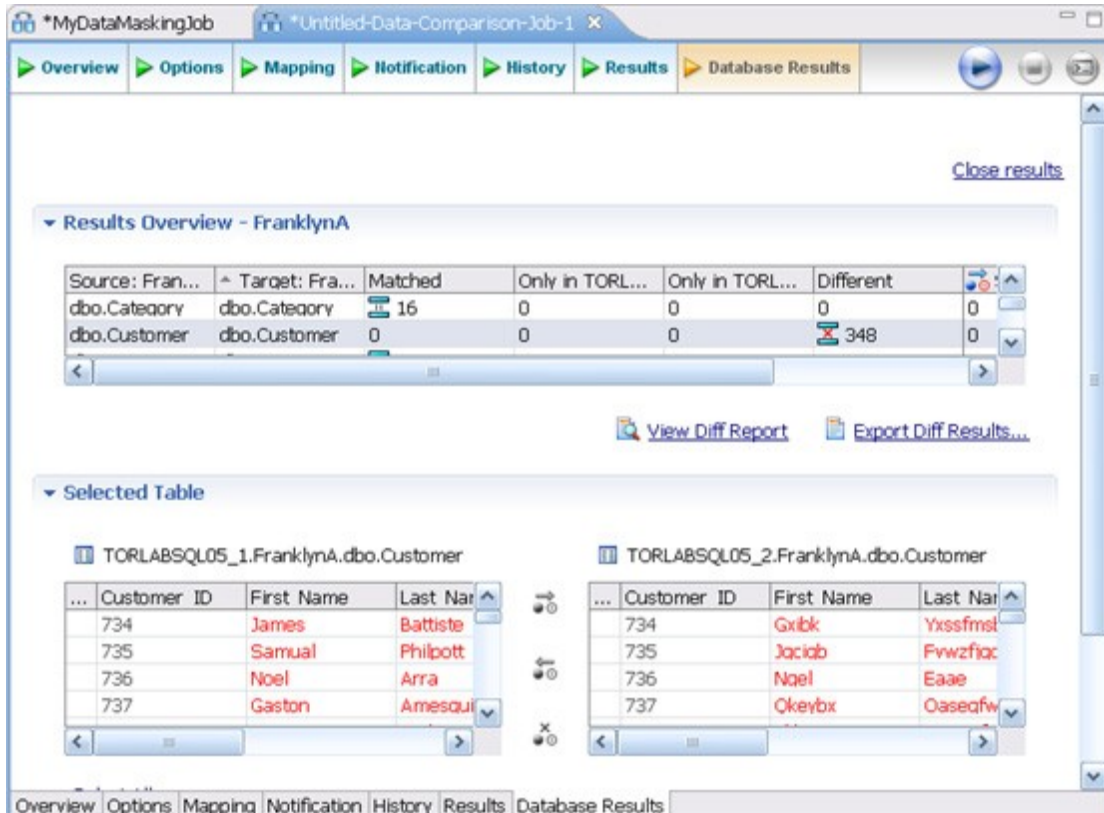 *MyDataMaskingJob *Untitled-Data-Comparison-Job-1
Overview Options Mapping Notification History Results Database Results
Close results
Results Overview - FranklynA
Source: Fran... Target: Fra... Matched Only in TORL... Only in TORL... Different
dbo.Category dbo.Category 16 0 0 0 0
dbo.Customer dbo.Customer 0 0 0 348 0
View Diff Report Export Diff Results...
Selected Table
TORLABSQL05_1.FranklynA.dbo.Customer TORLABSQL05_2.FranklynA.dbo.Customer
... Customer ID First Name Last Nar ... Customer ID First Name Last Nar
734 James Battiste 734 Gxibk
735 Samual Philpott 735
736 Noel Arra 736 Eaae
737 Gaston Amesqui 737 Okeybx
Overview Options Mapping Notification History Results Database Results